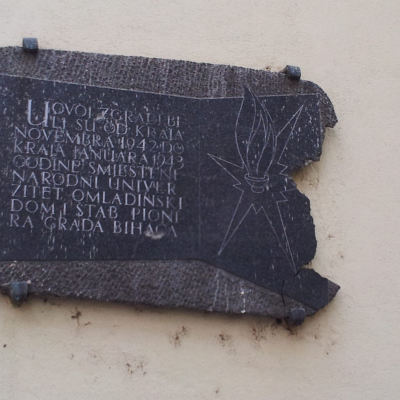 U OVOJ ZGRADI BI
LI SU OD KRAJA
NOVEMBRA 1942 DO
KRAJA JANUARA 1943
GODINE SMJEŠTENI
NARODNI UNIVER
ZITET OMLADINSKI
DOM I ŠTAB PIONI
RA GRADA BIHAĆA